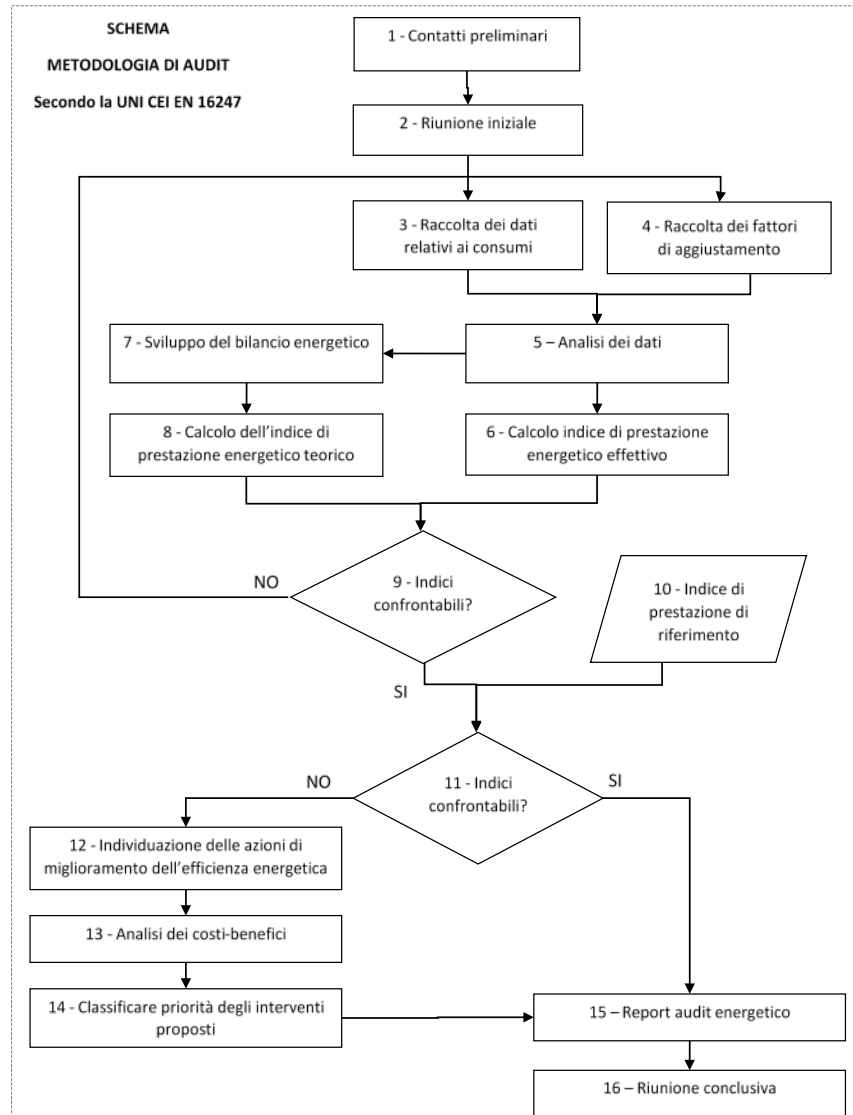 SCHEMA
METODOLOGIA DI AUDIT
Secondo la UNI CEI EN 16247
1 - Contatti preliminari
2 - Riunione iniziale
3 - Raccolta dei dati
relativi ai consumi
4 - Raccolta dei fattori
di aggiustamento
7 - Sviluppo del bilancio energetico
5 – Analisi dei dati
8 - Calcolo dell'indice di
prestazione energetico teorico
6 - Calcolo indice di prestazione
energetico effettivo
NO
9 - Indici
confrontabili?
10 - Indice di
prestazione di
riferimento
SI
NO
11 - Indici
confrontabili?
SI
12 - Individuazione delle azioni di
miglioramento dell'efficienza energetica
13 - Analisi dei costi-benefici
14 - Classificare priorità degli interventi
proposti
15 – Report audit energetico
16 – Riunione conclusiva